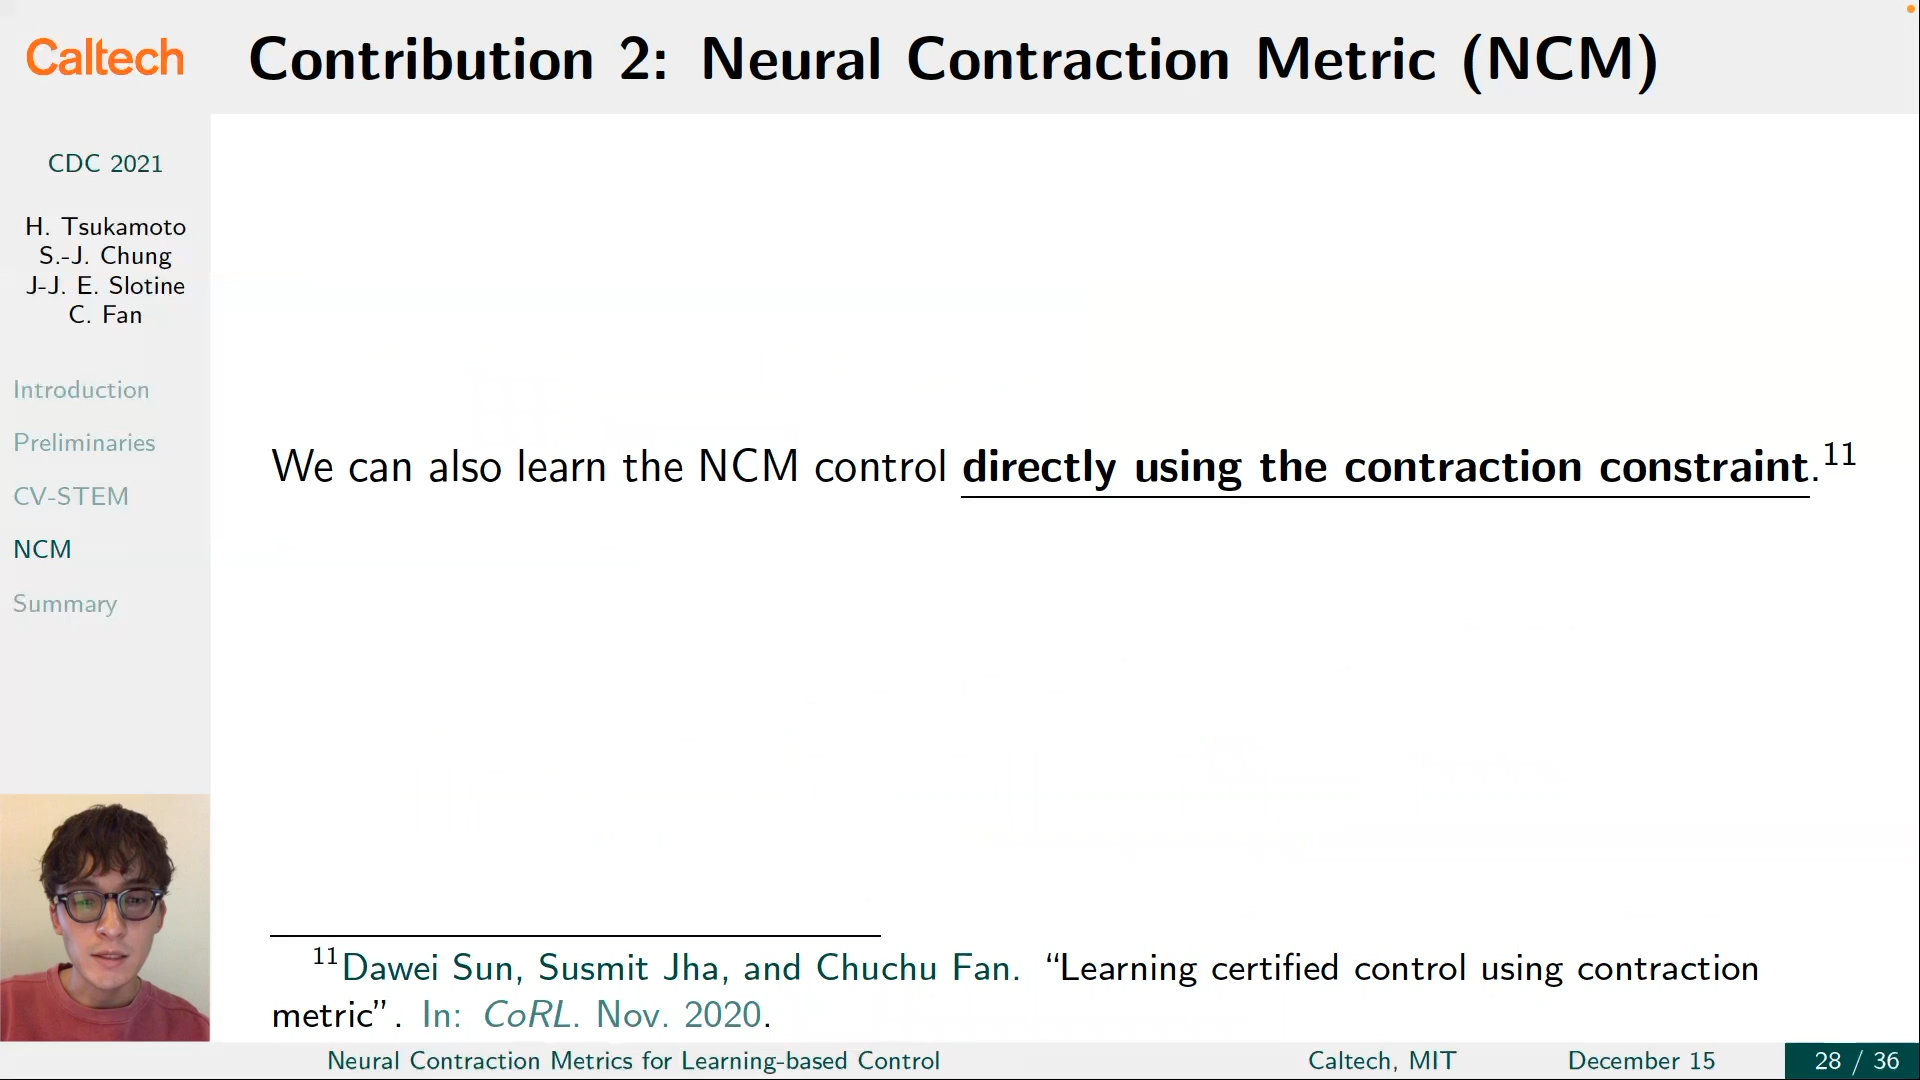 Caltech
Contribution 2: Neural Contraction Metric (NCM)
CDC 2021
H. Tsukamoto
S.-J. Chung
J-J. E. Slotine
C. Fan
Introduction
Preliminaries
CV-STEM
NCM
Summary
We can also learn the NCM control directly using the contraction constraint.¹¹
¹¹Dawei Sun, Susmit Jha, and Chuchu Fan. “Learning certified control using contraction
metric”. In: CoRL. Nov. 2020.
Neural Contraction Metrics for Learning-based Control
Caltech, MIT
December 15
28 / 36